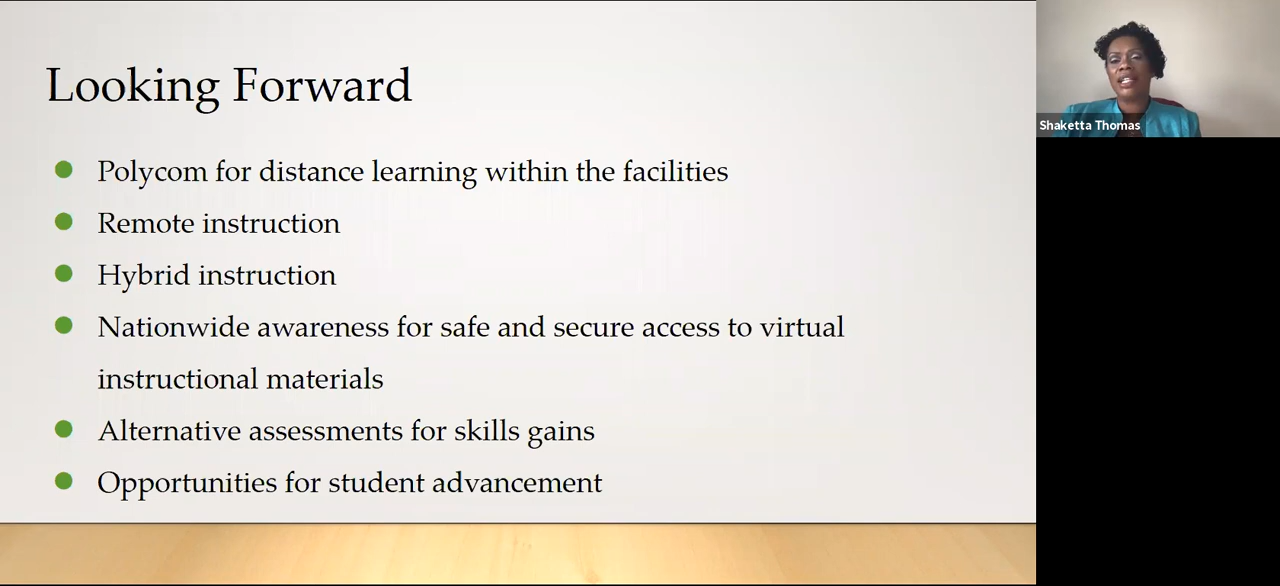 Looking Forward
Polycom for distance learning within the facilities
Remote instruction
Hybrid instruction
Nationwide awareness for safe and secure access to virtual
instructional materials
Alternative assessments for skills gains
Opportunities for student advancement
Shaketta Thomas